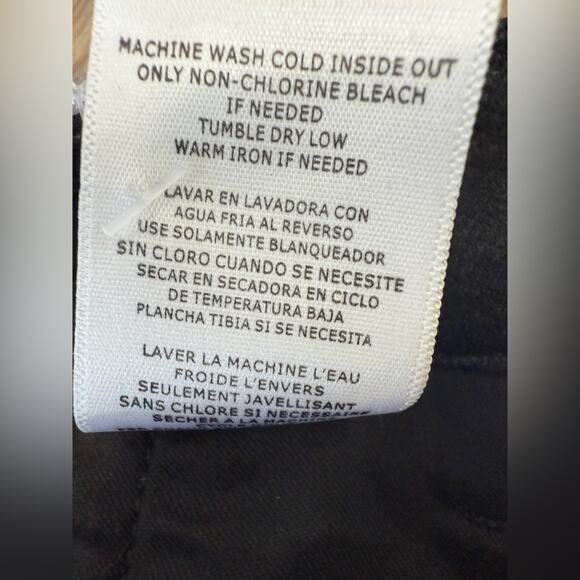 MACHINE WASH COLD INSIDE OUT
ONLY NON-CHLORINE BLEACH
IF NEEDED
TUMBLE DRY LOW
WARM IRON IF NEEDED
LAVAR EN LAVADORA CON
AGUA FRIA AL REVERSO
USE SOLAMENTE BLANQUEADOR
SIN CLORO CUANDO SE NECESITE
SECAR EN SECADORA EN CICLO
DE TEMPERATURA BAJA
PLANCHA TIBIA SI SE NECESITA
LAVER LA MACHINE L'EAU
FROIDE L'ENVERS
SEULEMENT JAVELLISANT
SANS CHLORE SI NECESSAIRE
SECHER A LA MACHINE